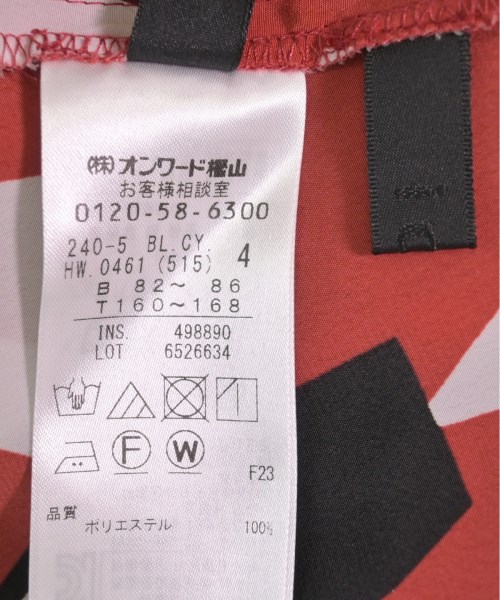 (株)オンワード樫山
お客様相談室
0120-58-6300
240-5 BL.CY.
HW.0461 (515) 4
B 82～ 86
T 160～168
INS. 498890
LOT 6526634
F
W
F23
品質
ポリエステル 100%